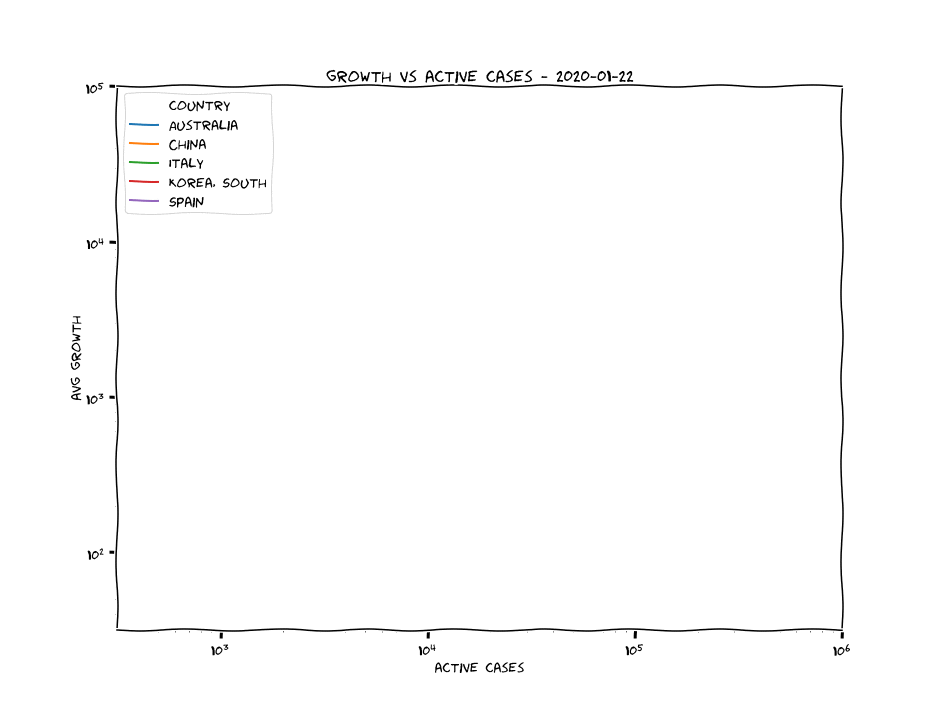 GROWTH VS ACTIVE CASES - 2020-01-22
10⁵
COUNTRY
AUSTRALIA
CHINA
ITALY
KOREA, SOUTH
SPAIN
10⁴
AVG GROWTH
10³
10²
10³ 10⁴ 10⁵ 10⁶
ACTIVE CASES